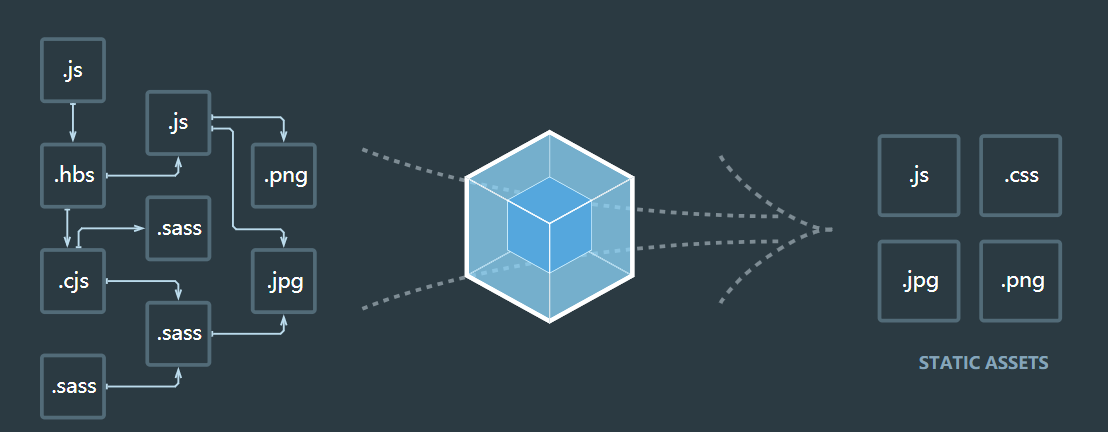 .js
.js
.hbs
.png
.sass
.cjs
.jpg
.sass
.sass
.js
.css
.jpg
.png
STATIC ASSETS